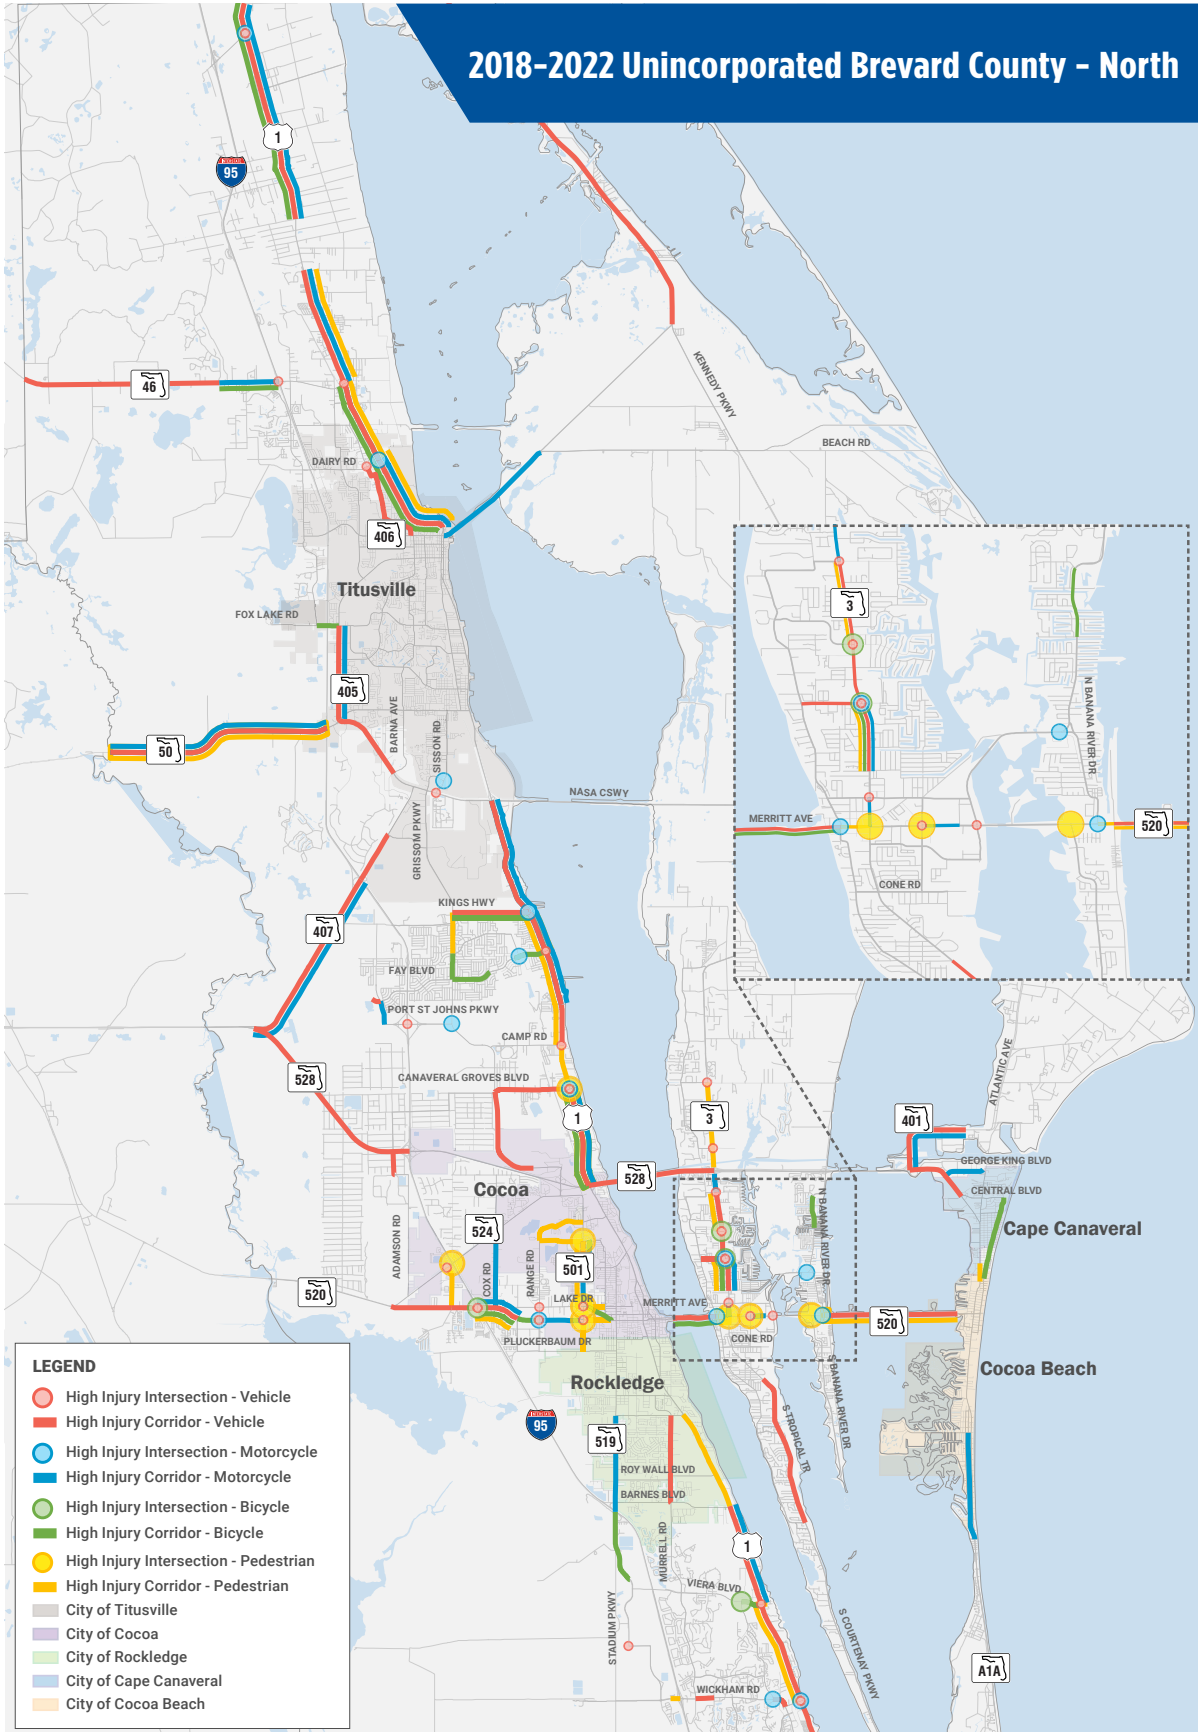 2018-2022 Unincorporated Brevard County - North
1
95
KENNEDY PKWY
46
BEACH RD
DAIRY RD
406
Titusville
3
FOX LAKE RD
405
N BANANA RIVER DR
BARNA AVE
SISSON RD
50
NASA CSWY
MERRITT AVE
520
GRISSOM PKWY
CONE RD
KINGS HWY
407
FAY BLVD
PORT ST JOHNS PKWY
CAMP RD
ATLANTIC AVE
528
CANAVERAL GROVES BLVD
1
3
401
GEORGE KING BLVD
528
Cocoa
CENTRAL BLVD
N BANANA RIVER DR
Cape Canaveral
ADAMSON RD
524
COX RD
RANGE RD
501
520
LAKE DR
MERRITT AVE
520
PLUCKERBAUM DR
CONE RD
Rockledge
S BANANA RIVER DR
Cocoa Beach
S TROPICAL TR
95
519
ROY WALL BLVD
BARNES BLVD
MURRELL RD
1
VIERA BLVD
STADIUM PKWY
S COURTENAY PKWY
WICKHAM RD
A1A
LEGEND
High Injury Intersection - Vehicle
High Injury Corridor - Vehicle
High Injury Intersection - Motorcycle
High Injury Corridor - Motorcycle
High Injury Intersection - Bicycle
High Injury Corridor - Bicycle
High Injury Intersection - Pedestrian
High Injury Corridor - Pedestrian
City of Titusville
City of Cocoa
City of Rockledge
City of Cape Canaveral
City of Cocoa Beach